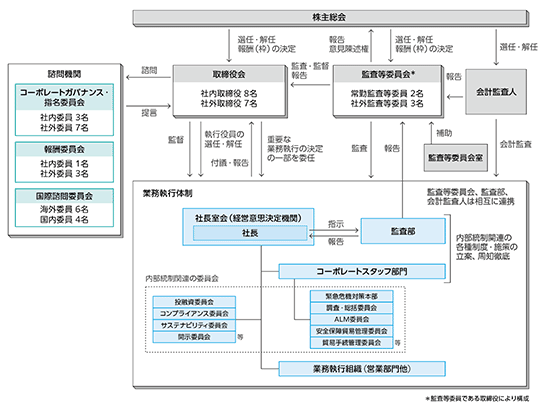 株主総会
選任・解任
報酬(枠)の決定
報告
意見陳述権
選任・解任
報酬(枠)の決定
選任・解任
諮問機関
コーポレートガバナンス・
指名委員会
社内委員 3名
社外委員 7名
報酬委員会
社内委員 1名
社外委員 3名
国際諮問委員会
海外委員 6名
国内委員 4名
諮問
提言
取締役会
社内取締役 8名
社外取締役 7名
監査・監督
報告
監査等委員会*
常勤監査等委員 2名
社外監査等委員 3名
報告
会計監査人
監督
執行役員の
選任・解任
付議・報告
重要な
業務執行の決定
の一部を委任
監査
報告
補助
監査等委員会室
会計監査
業務執行体制
監査等委員会、監査部、
会計監査人は相互に連携
社長室会(経営意思決定機関)
社長
指示
報告
監査部
内部統制関連の
各種制度・施策の
立案、周知徹底
コーポレートスタッフ部門
内部統制関連の委員会
投融資委員会
コンプライアンス委員会
サステナビリティ委員会
開示委員会
等
緊急危機対策本部
調査・総括委員会
ALM委員会
安全保障貿易管理委員会
貿易手続管理委員会
等
業務執行組織(営業部門他)
*監査等委員である取締役により構成